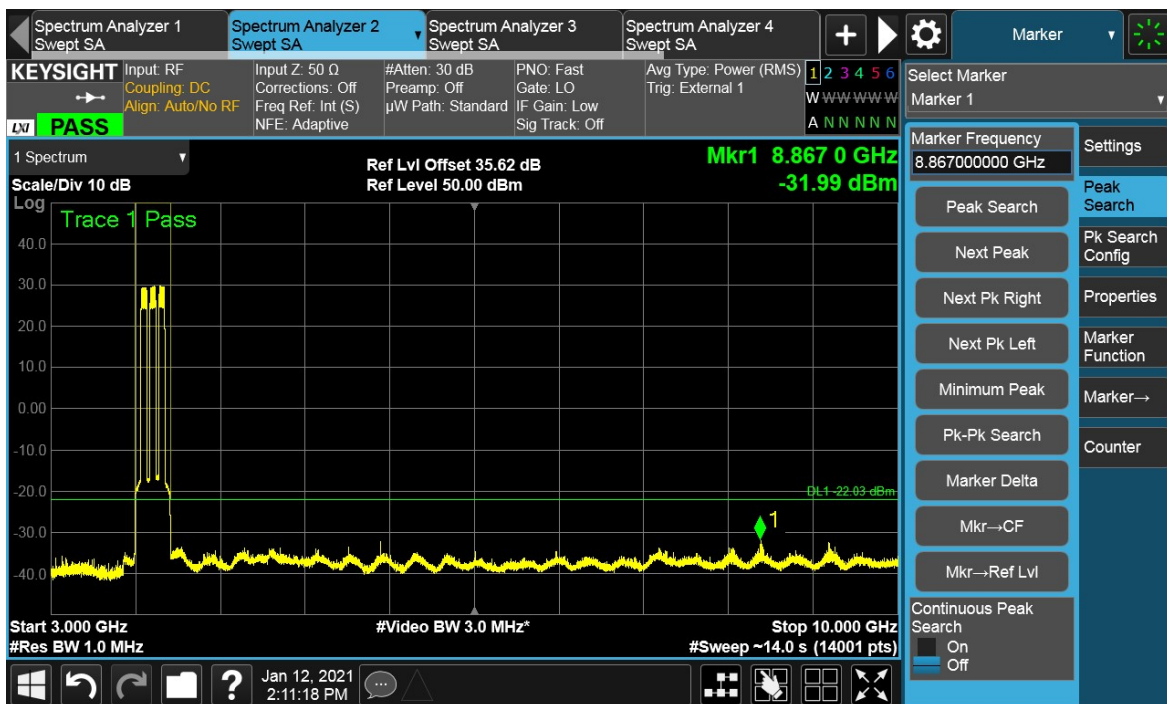 Spectrum Analyzer 1
Swept SA
Spectrum Analyzer 2
Swept SA
Spectrum Analyzer 3
Swept SA
Spectrum Analyzer 4
Swept SA
+
Marker
KEYSIGHT
LXI
PASS
Input: RF
Coupling: DC
Align: Auto/No RF
Input Z: 50 Ω
Corrections: Off
Freq Ref: Int (S)
NFE: Adaptive
#Atten: 30 dB
Preamp: Off
µW Path: Standard
PNO: Fast
Gate: LO
IF Gain: Low
Sig Track: Off
Avg Type: Power (RMS)
Trig: External 1
1 2 3 4 5 6
W W W W W W
A N N N N N
Select Marker
Marker 1
1 Spectrum
Scale/Div 10 dB
Ref Lvl Offset 35.62 dB
Ref Level 50.00 dBm
Mkr1 8.867 0 GHz
-31.99 dBm
Log
Trace 1 Pass
40.0
30.0
20.0
10.0
0.00
-10.0
-20.0
-30.0
-40.0
DL1 -22.03 dBm
1
Start 3.000 GHz
#Res BW 1.0 MHz
#Video BW 3.0 MHz*
Stop 10.000 GHz
#Sweep ~14.0 s (14001 pts)
Marker Frequency
8.867000000 GHz
Peak Search
Next Peak
Next Pk Right
Next Pk Left
Minimum Peak
Pk-Pk Search
Marker Delta
Mkr→CF
Mkr→Ref Lvl
Continuous Peak
Search
On
Off
Settings
Peak
Search
Pk Search
Config
Properties
Marker
Function
Marker→
Counter
?
Jan 12, 2021
2:11:18 PM